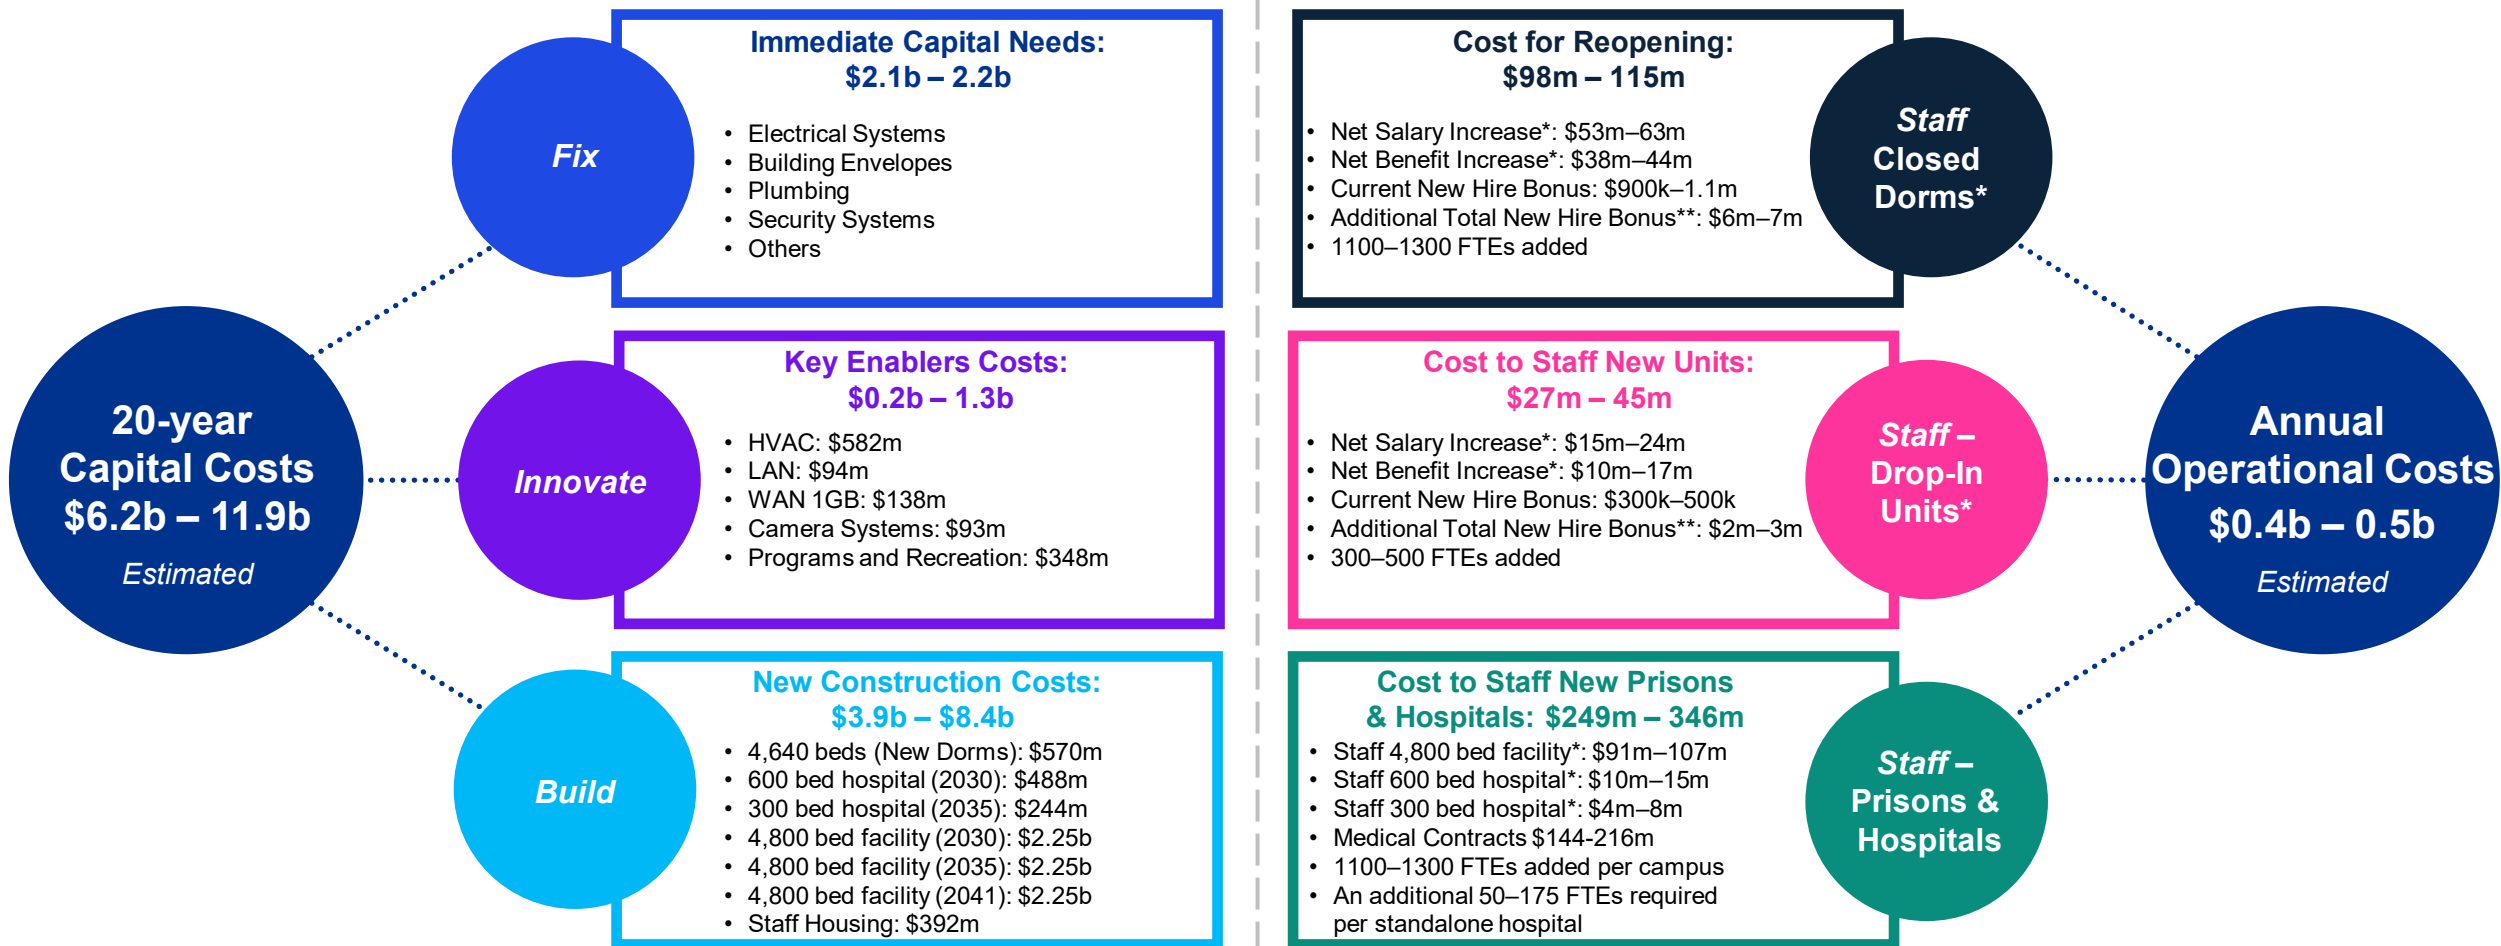 20-year
Capital Costs
$6.2b – 11.9b
Estimated
Fix
Immediate Capital Needs:
$2.1b – 2.2b
• Electrical Systems
• Building Envelopes
• Plumbing
• Security Systems
• Others
Innovate
Key Enablers Costs:
$0.2b – 1.3b
• HVAC: $582m
• LAN: $94m
• WAN 1GB: $138m
• Camera Systems: $93m
• Programs and Recreation: $348m
Build
New Construction Costs:
$3.9b – $8.4b
• 4,640 beds (New Dorms): $570m
• 600 bed hospital (2030): $488m
• 300 bed hospital (2035): $244m
• 4,800 bed facility (2030): $2.25b
• 4,800 bed facility (2035): $2.25b
• 4,800 bed facility (2041): $2.25b
• Staff Housing: $392m
Cost for Reopening:
$98m – 115m
• Net Salary Increase*: $53m–63m
• Net Benefit Increase*: $38m–44m
• Current New Hire Bonus: $900k–1.1m
• Additional Total New Hire Bonus**: $6m–7m
• 1100–1300 FTEs added
Staff
Closed
Dorms*
Cost to Staff New Units:
$27m – 45m
• Net Salary Increase*: $15m–24m
• Net Benefit Increase*: $10m–17m
• Current New Hire Bonus: $300k–500k
• Additional Total New Hire Bonus**: $2m–3m
• 300–500 FTEs added
Staff –
Drop-In
Units*
Cost to Staff New Prisons
& Hospitals: $249m – 346m
• Staff 4,800 bed facility*: $91m–107m
• Staff 600 bed hospital*: $10m–15m
• Staff 300 bed hospital*: $4m–8m
• Medical Contracts $144-216m
• 1100–1300 FTEs added per campus
• An additional 50–175 FTEs required
per standalone hospital
Staff –
Prisons &
Hospitals
Annual
Operational Costs
$0.4b – 0.5b
Estimated